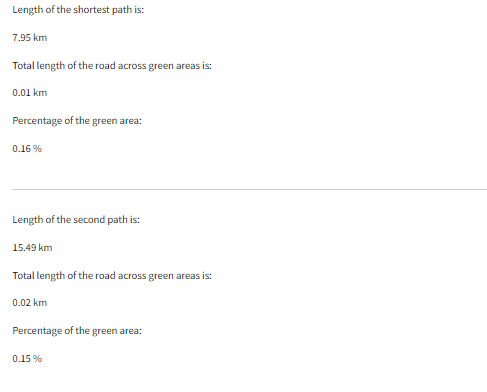 Length of the shortest path is:
7.95 km
Total length of the road across green areas is:
0.01 km
Percentage of the green area:
0.16 %
Length of the second path is:
15.49 km
Total length of the road across green areas is:
0.02 km
Percentage of the green area:
0.15 %